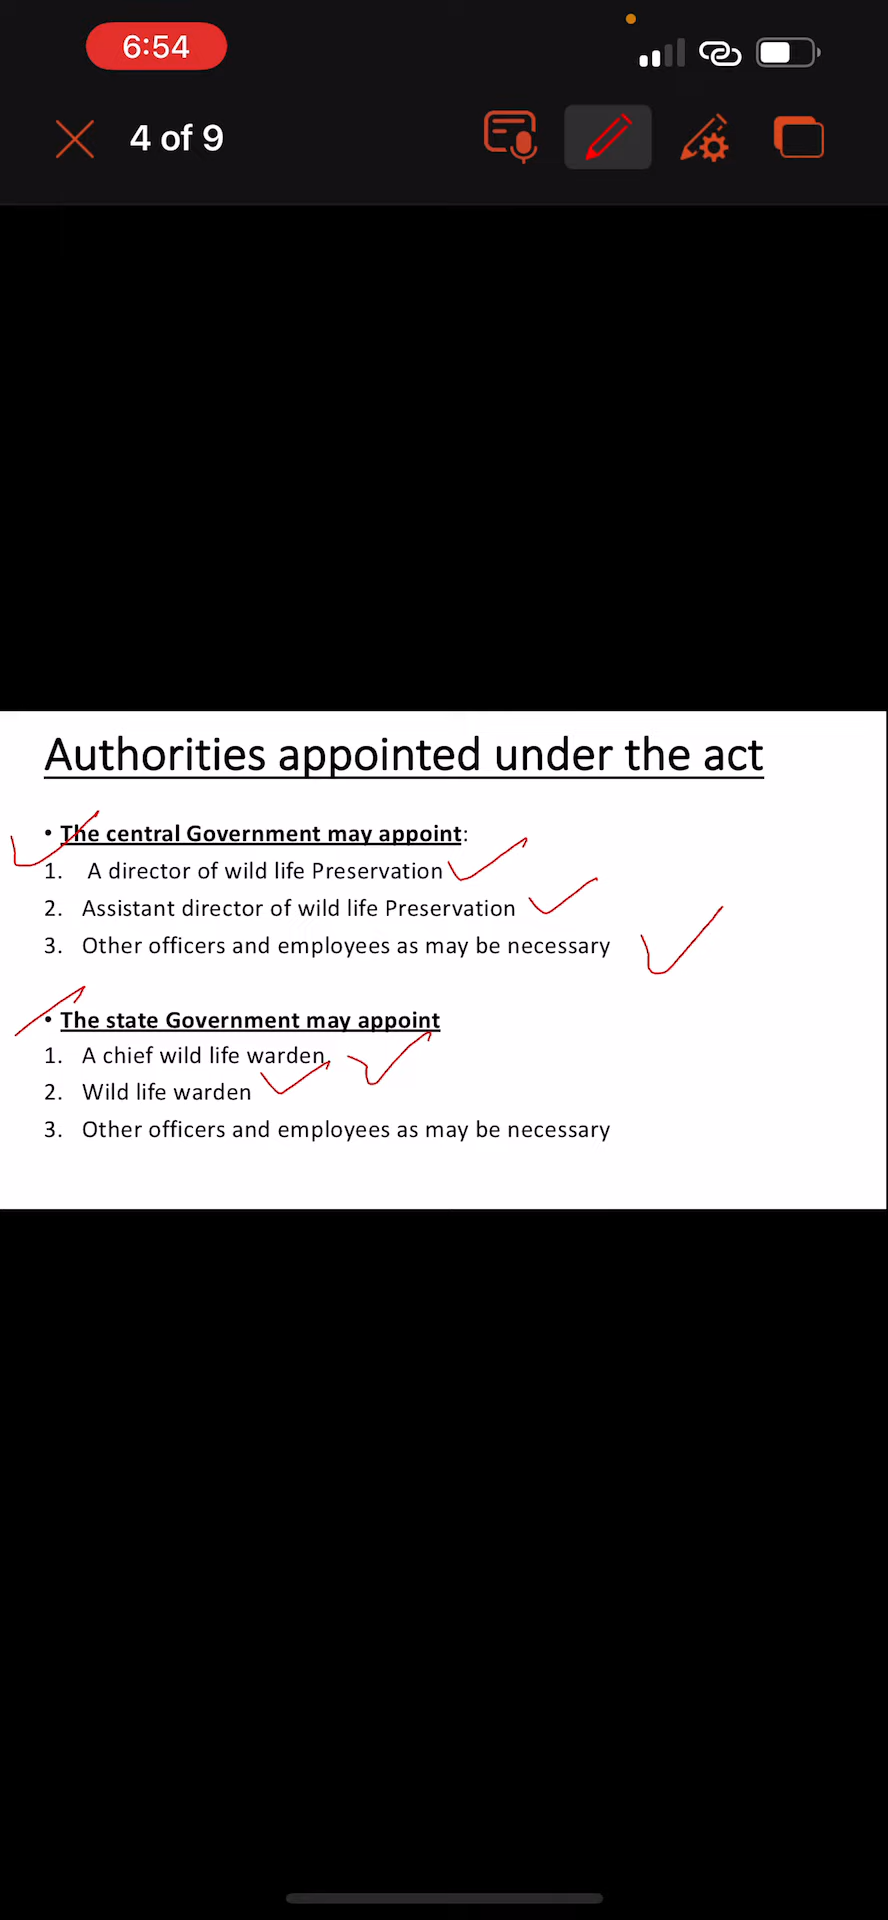 6:54
4 of 9
Authorities appointed under the act
• The central Government may appoint:
1. A director of wild life Preservation
2. Assistant director of wild life Preservation
3. Other officers and employees as may be necessary
• The state Government may appoint
1. A chief wild life warden
2. Wild life warden
3. Other officers and employees as may be necessary